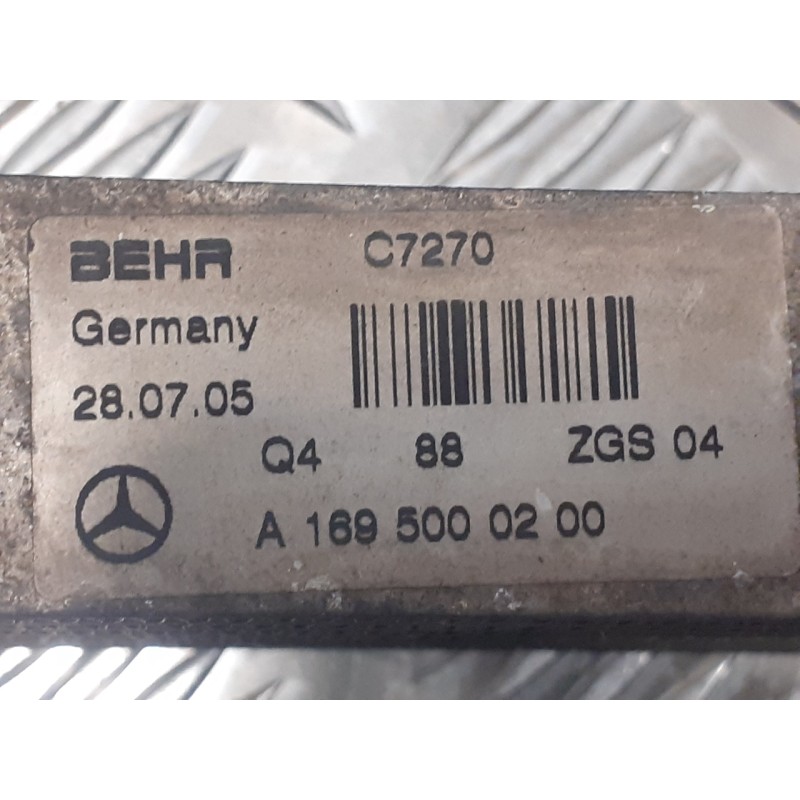 BEHR C7270
Germany
28.07.05
Q4 88 ZGS 04
A 169 500 02 00